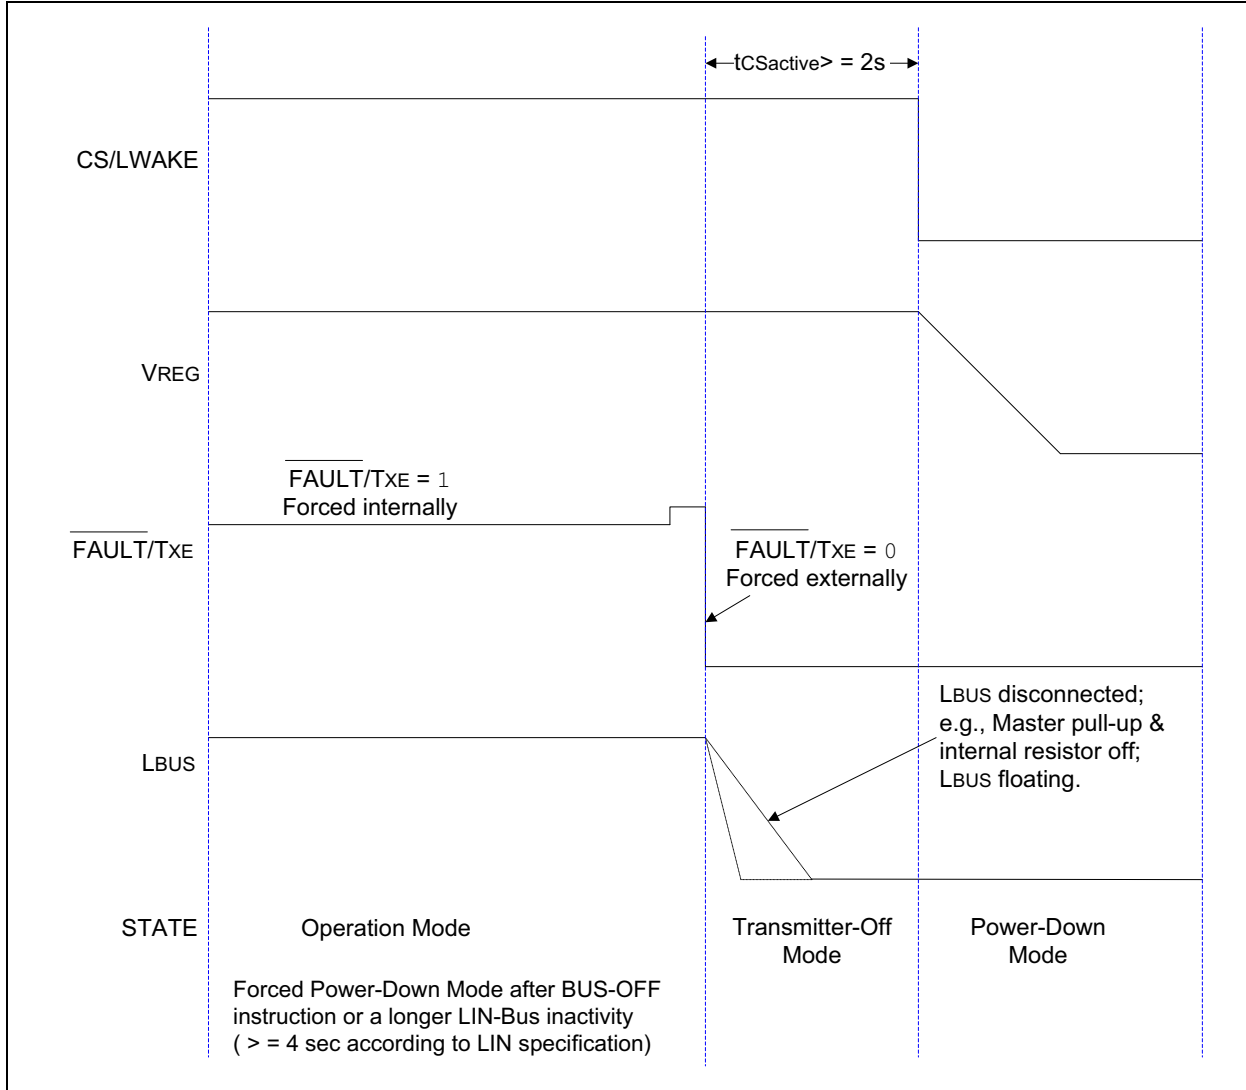 tCSactive> = 2s
CS/LWAKE
VREG
FAULT/TXE = 1
Forced internally
FAULT/TXE
FAULT/TXE = 0
Forced externally
LBUS disconnected;
e.g., Master pull-up &
internal resistor off;
LBUS floating.
LBUS
STATE
Operation Mode
Transmitter-Off
Mode
Power-Down
Mode
Forced Power-Down Mode after BUS-OFF
instruction or a longer LIN-Bus inactivity
( > = 4 sec according to LIN specification)